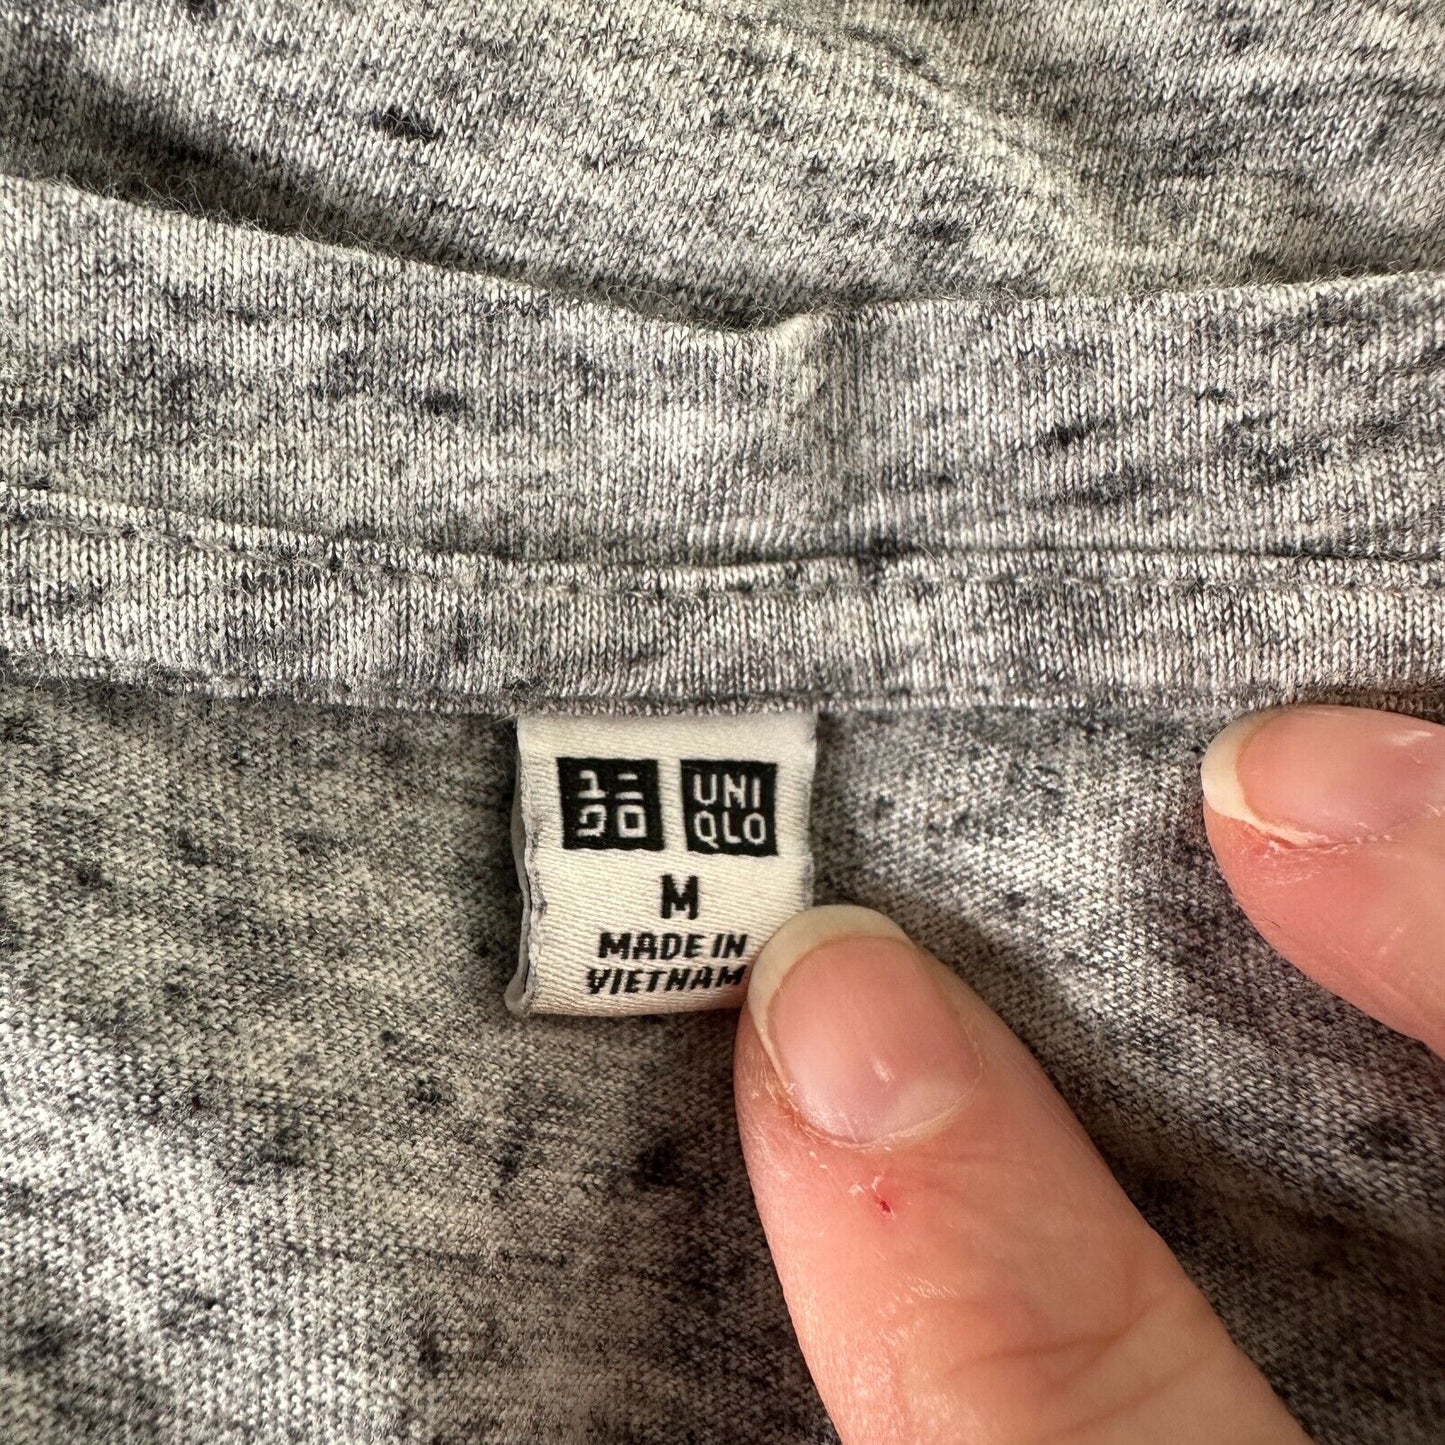 ユニ UNI
クロ QLO
M
MADE IN
VIETNAM